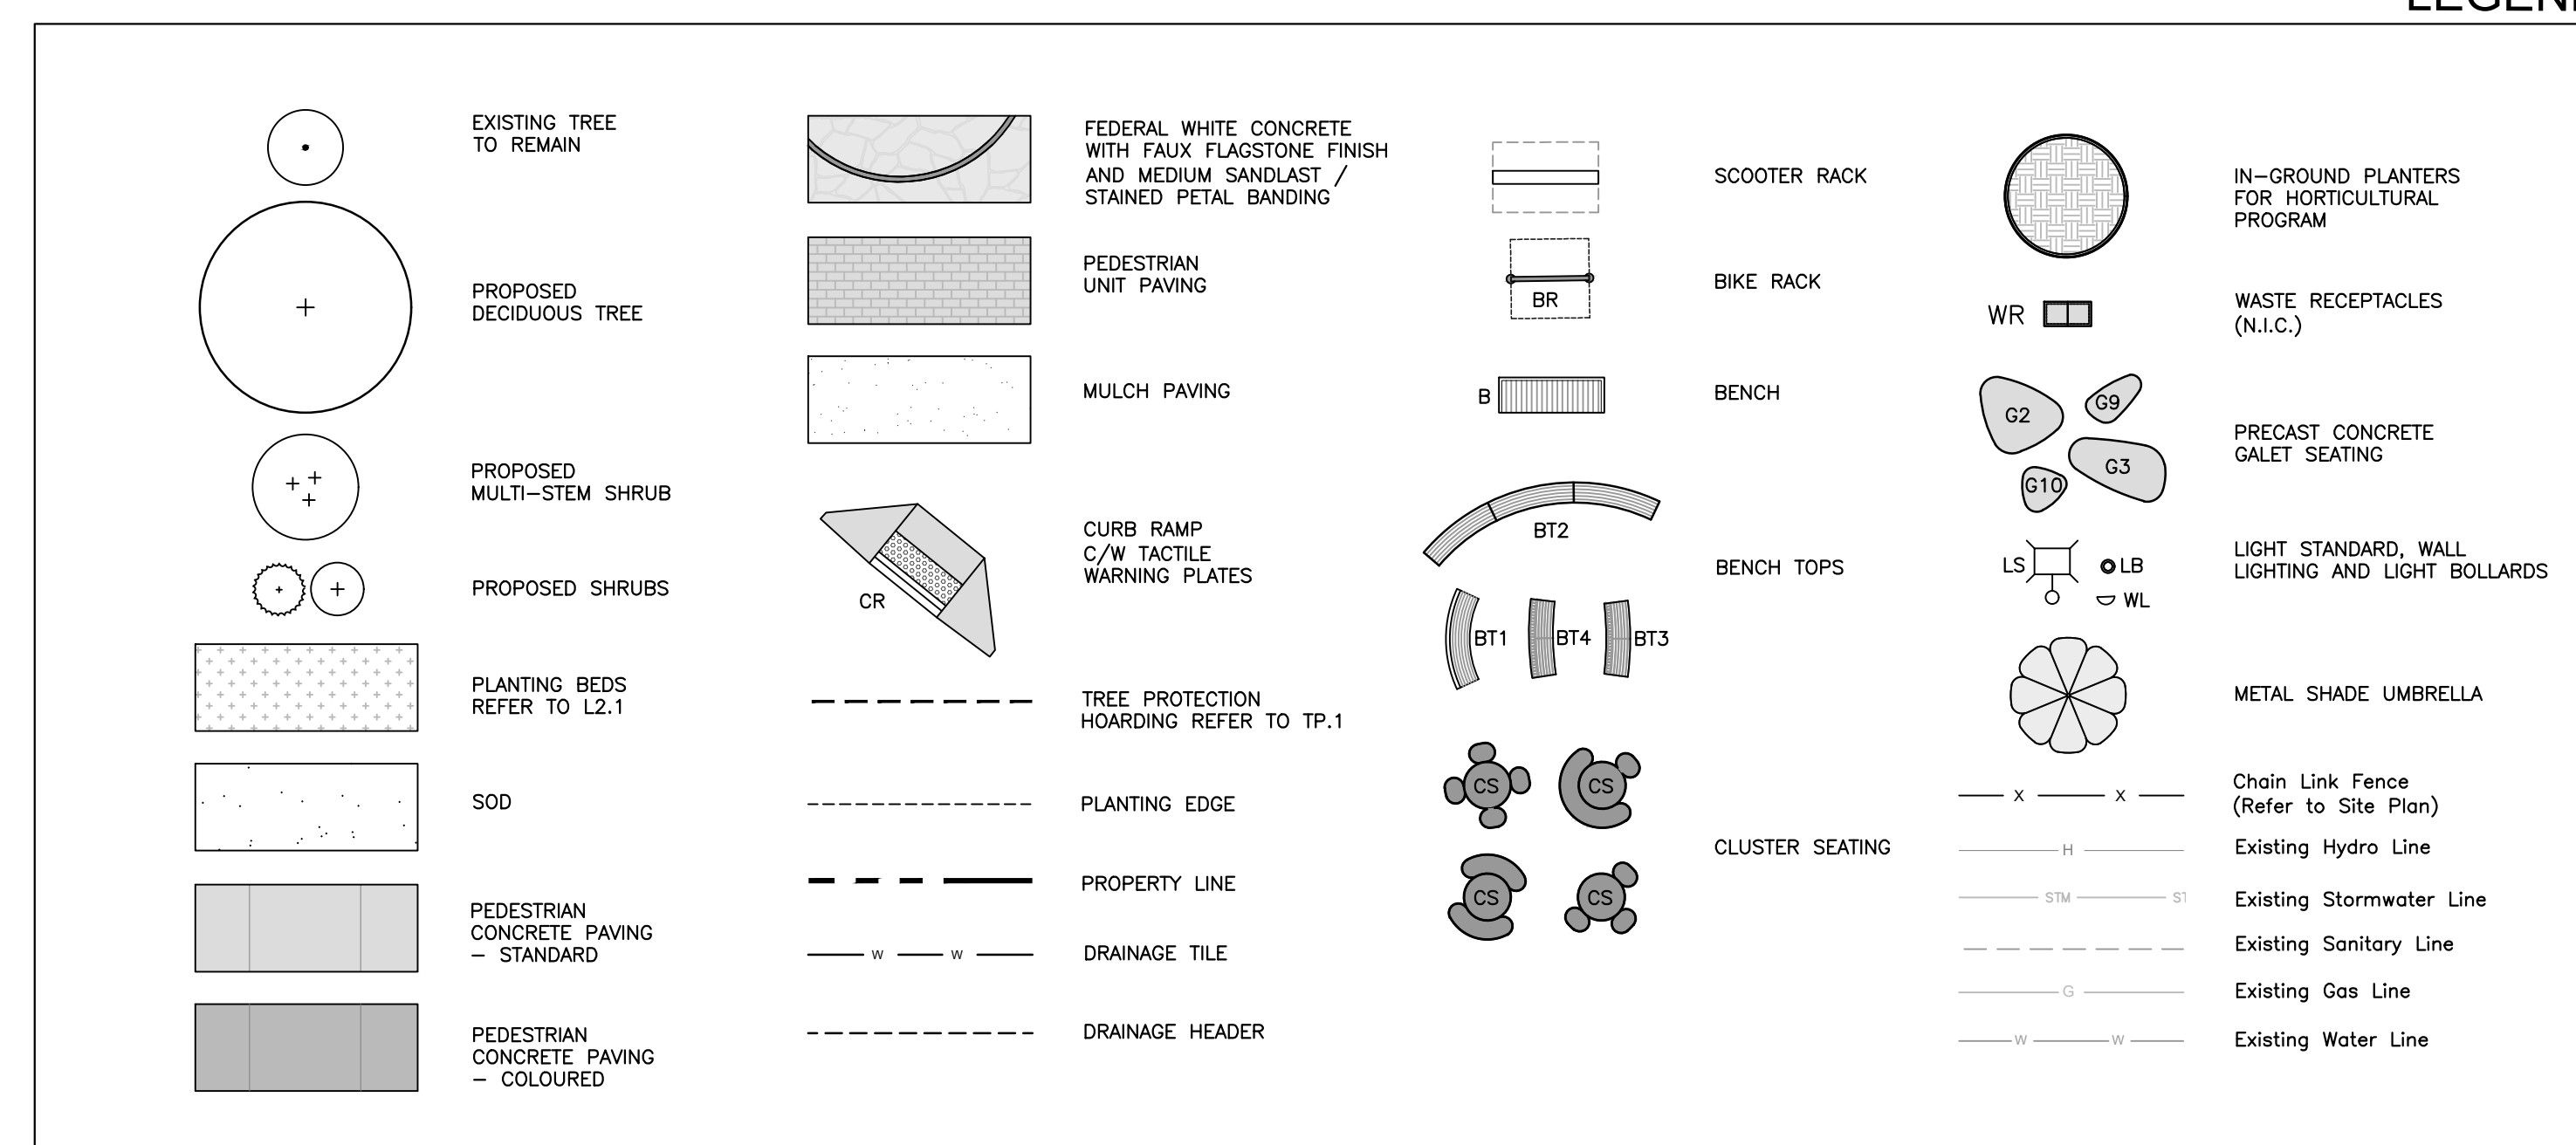 EXISTING TREE
TO REMAIN
PROPOSED
DECIDUOUS TREE
PROPOSED
MULTI-STEM SHRUB
PROPOSED SHRUBS
PLANTING BEDS
REFER TO L2.1
SOD
PEDESTRIAN
CONCRETE PAVING
- STANDARD
PEDESTRIAN
CONCRETE PAVING
- COLOURED
FEDERAL WHITE CONCRETE
WITH FAUX FLAGSTONE FINISH
AND MEDIUM SANDLAST /
STAINED PETAL BANDING
PEDESTRIAN
UNIT PAVING
MULCH PAVING
CR
CURB RAMP
C/W TACTILE
WARNING PLATES
TREE PROTECTION
HOARDING REFER TO TP.1
PLANTING EDGE
PROPERTY LINE
W W
DRAINAGE TILE
DRAINAGE HEADER
SCOOTER RACK
BR
BIKE RACK
B
BENCH
BT2
BENCH TOPS
BT1 BT4 BT3
CS CS
CLUSTER SEATING
CS CS
IN-GROUND PLANTERS
FOR HORTICULTURAL
PROGRAM
WR
WASTE RECEPTACLES
(N.I.C.)
G2 G9
G3
G10
PRECAST CONCRETE
GALET SEATING
LS LB
WL
LIGHT STANDARD, WALL
LIGHTING AND LIGHT BOLLARDS
METAL SHADE UMBRELLA
X X
Chain Link Fence
(Refer to Site Plan)
H
Existing Hydro Line
STM ST
Existing Stormwater Line
Existing Sanitary Line
G
Existing Gas Line
W W
Existing Water Line